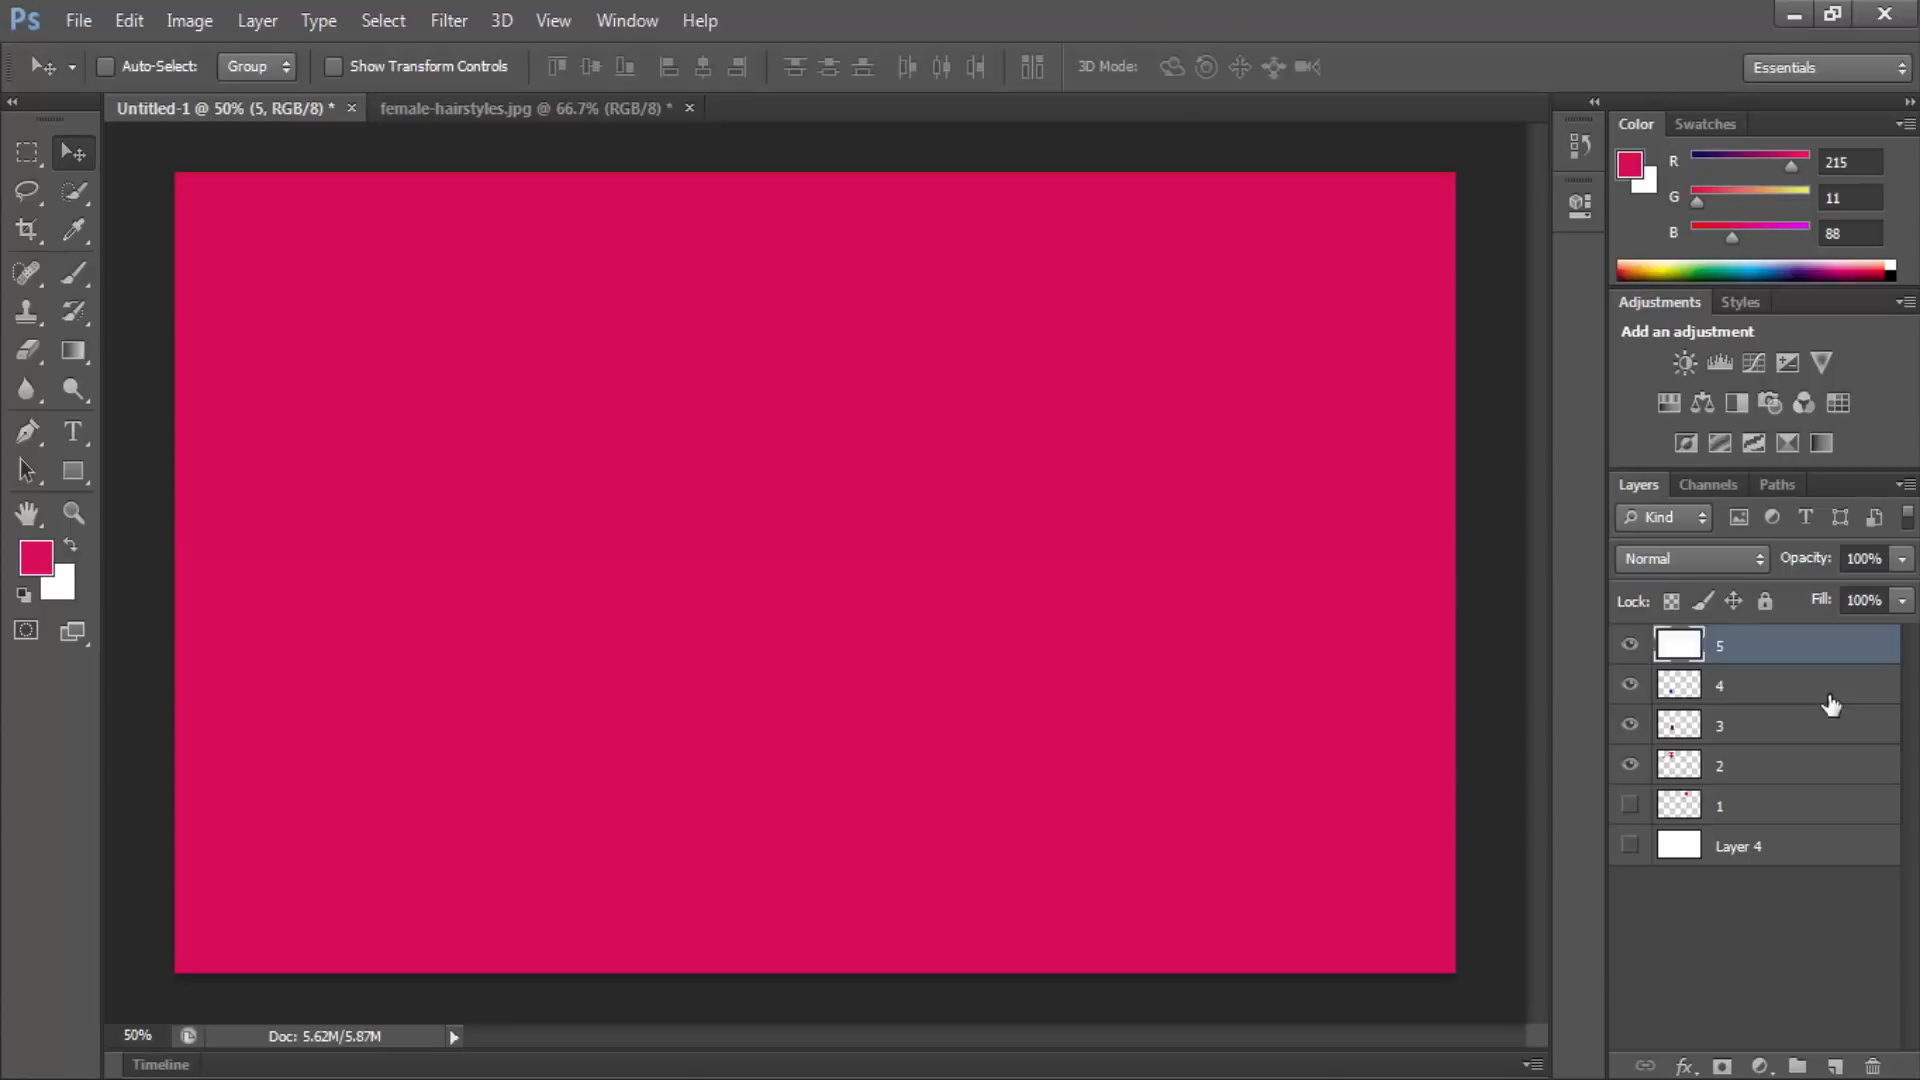 Ps File Edit Image Layer Type Select Filter 3D View Window Help
Auto-Select: Group Show Transform Controls 3D Mode: Essentials
Untitled-1 @ 50% (5, RGB/8) * × female-hairstyles.jpg @ 66.7% (RGB/8) * ×
Color Swatches
R 215
G 11
B 88
Adjustments Styles
Add an adjustment
Layers Channels Paths
Kind
Normal Opacity: 100%
Lock: Fill: 100%
5
4
3
2
1
Layer 4
50% Doc: 5.62M/5.87M
Timeline